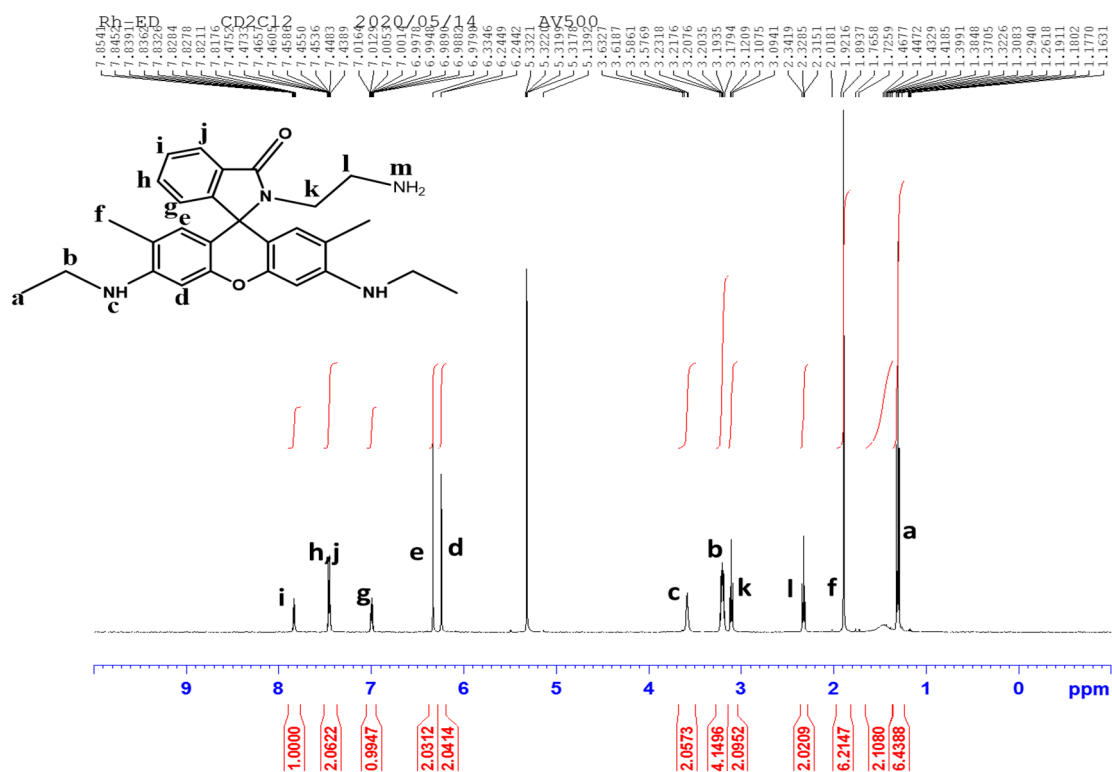 Rh-ED CD2Cl2 2020/05/14 AV500
7.8541 7.8452 7.8391 7.8362 7.8326 7.8284 7.8278 7.8211 7.8176 7.4752 7.4733 7.4657 7.4605 7.4586 7.4550 7.4536 7.4483 7.4389 7.0164 7.0129 7.0053 7.0014 6.9978 6.9948 6.9890 6.9882 6.9798 6.3346 6.2449 6.2442 5.3321 5.3220 5.3199 5.3178 5.1392 3.6327 3.6187 3.5861 3.5769 3.2318 3.2176 3.2076 3.2035 3.1935 3.1794 3.1209 3.1075 3.0941 2.3419 2.3285 2.3151 2.0181 1.9216 1.8937 1.7658 1.7259 1.4677 1.4472 1.4329 1.4185 1.3991 1.3848 1.3705 1.3226 1.3083 1.2940 1.2618 1.1911 1.1802 1.1770 1.1631
j O
i
l m
h NH2
N k
g
f e
b
a NH c d O NH
a
h,j e d b
i g c k l f
9 8 7 6 5 4 3 2 1 0 ppm
1.0000 2.0622 0.9947 2.0312 2.0414 2.0573 4.1496 2.0952 2.0209 6.2147 2.1080 6.4388